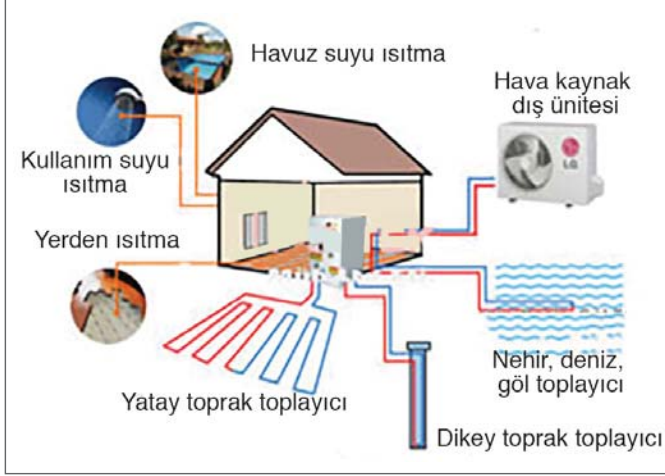 Havuz suyu ısıtma
Hava kaynak
dış ünitesi
LG
Kullanım suyu
ısıtma
Yerden ısıtma
Nehir, deniz,
göl toplayıcı
Yatay toprak toplayıcı
Dikey toprak toplayıcı